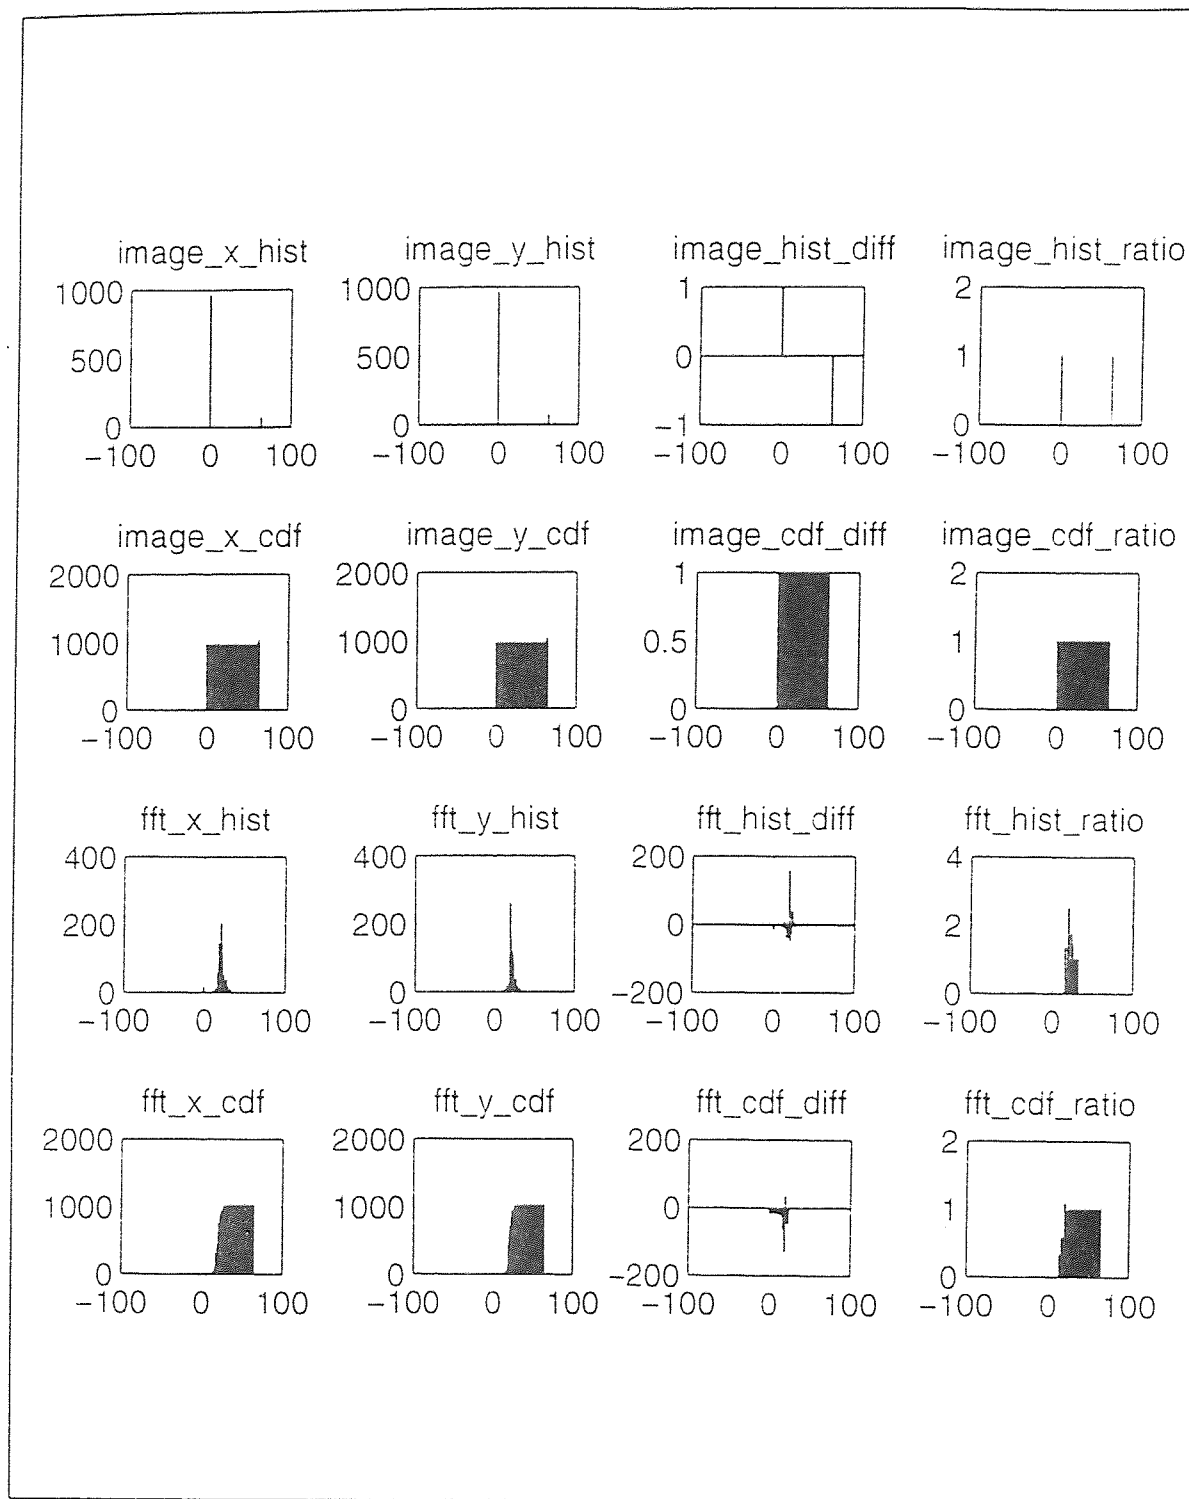 image_x_hist image_y_hist image_hist_diff image_hist_ratio
1000 1000 1 2
500 500 0 1
0 0 -1 0
-100 0 100 -100 0 100 -100 0 100 -100 0 100
image_x_cdf image_y_cdf image_cdf_diff image_cdf_ratio
2000 2000 1 2
1000 1000 0.5 1
0 0 0 0
-100 0 100 -100 0 100 -100 0 100 -100 0 100
fft_x_hist fft_y_hist fft_hist_diff fft_hist_ratio
400 400 200 4
200 200 0 2
0 0 -200 0
-100 0 100 -100 0 100 -100 0 100 -100 0 100
fft_x_cdf fft_y_cdf fft_cdf_diff fft_cdf_ratio
2000 2000 200 2
1000 1000 0 1
0 0 -200 0
-100 0 100 -100 0 100 -100 0 100 -100 0 100